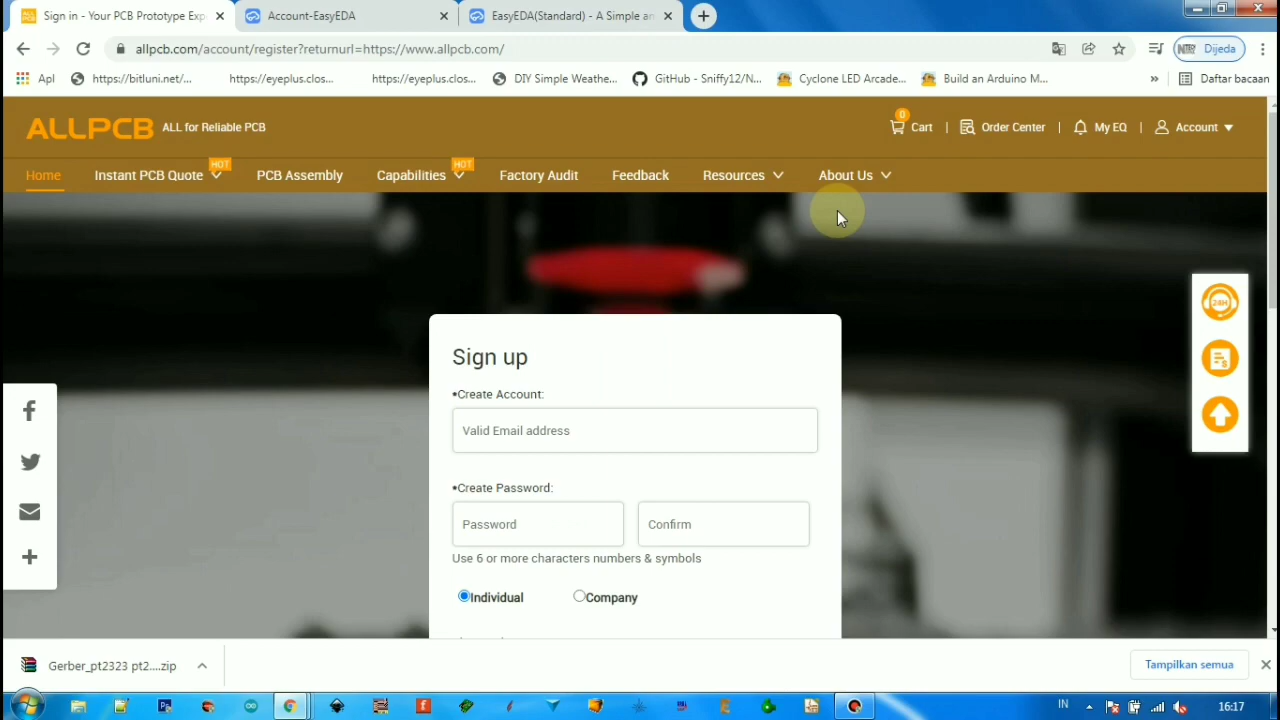 Sign in - Your PCB Prototype Exp
Account-EasyEDA
EasyEDA(Standard) - A Simple an
allpcb.com/account/register?returnurl=https://www.allpcb.com/
Dijeda
Apl
https://bitluni.net/...
https://eyeplus.clos...
https://eyeplus.clos...
DIY Simple Weathe...
GitHub - Sniffy12/N...
Cyclone LED Arcade...
Build an Arduino M...
»
Daftar bacaan
ALLPCB
ALL for Reliable PCB
0
Cart
Order Center
My EQ
Account
Home
Instant PCB Quote
HOT
PCB Assembly
Capabilities
HOT
Factory Audit
Feedback
Resources
About Us
24H
Sign up
•Create Account:
Valid Email address
•Create Password:
Password
Confirm
Use 6 or more characters numbers & symbols
Individual
Company
Gerber_pt2323 pt2....zip
Tampilkan semua
IN
16:17